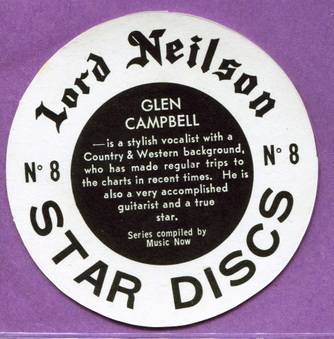 Lord Neilson
Nº 8
Nº 8
GLEN
CAMPBELL
— is a stylish vocalist with a
Country & Western background,
who has made regular trips to
the charts in recent times. He is
also a very accomplished
guitarist and a true
star.
Series compiled by
Music Now
STAR DISCS